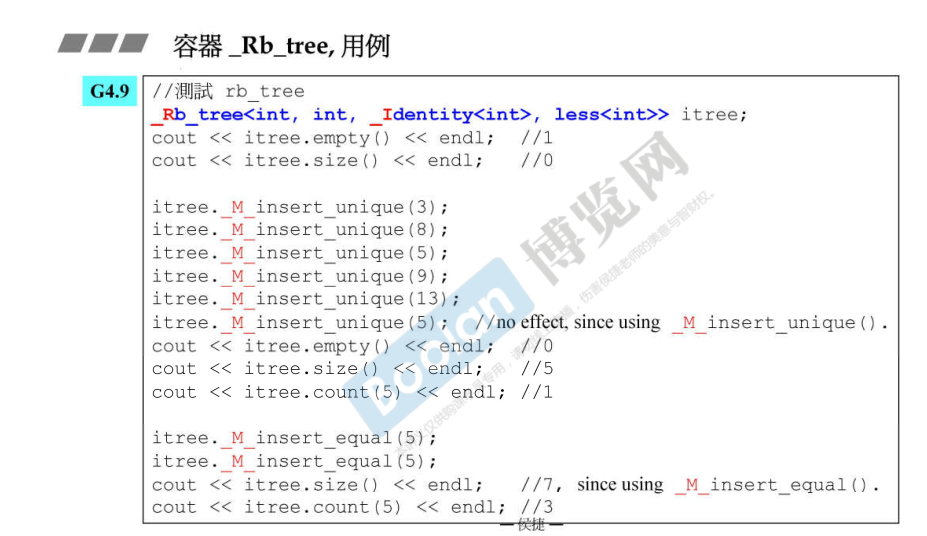 容器 _Rb_tree, 用例
G4.9
//測試 rb_tree
_Rb_tree<int, int, _Identity<int>, less<int>> itree;
cout << itree.empty() << endl; //1
cout << itree.size() << endl; //0
itree._M_insert_unique(3);
itree._M_insert_unique(8);
itree._M_insert_unique(5);
itree._M_insert_unique(9);
itree._M_insert_unique(13);
itree._M_insert_unique(5); //no effect, since using _M_insert_unique().
cout << itree.empty() << endl; //0
cout << itree.size() << endl; //5
cout << itree.count(5) << endl; //1
itree._M_insert_equal(5);
itree._M_insert_equal(5);
cout << itree.size() << endl; //7, since using _M_insert_equal().
cout << itree.count(5) << endl; //3
— 侯捷 —
Boolan 博览网